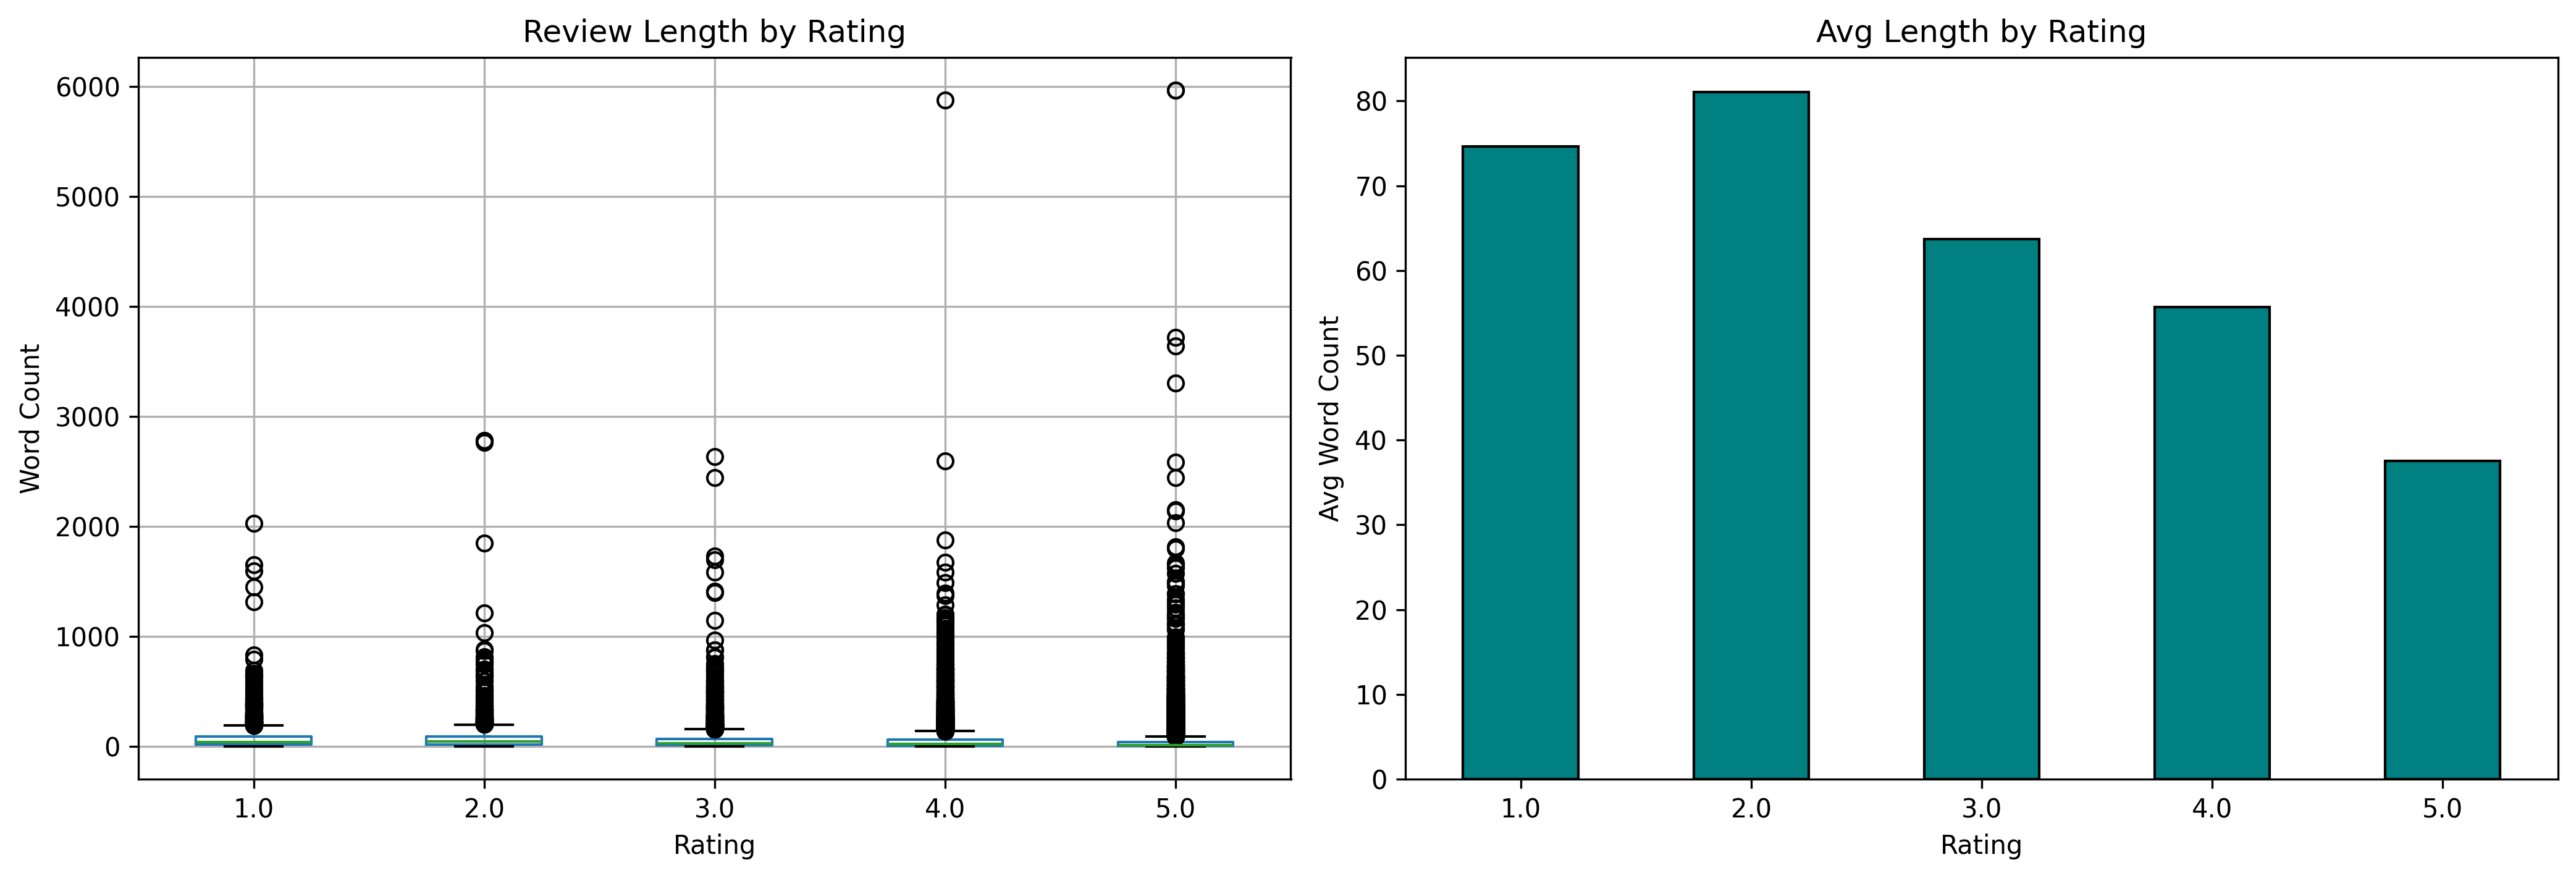 Review Length by Rating
6000
5000
4000
3000
2000
1000
0
Word Count
1.0 2.0 3.0 4.0 5.0
Rating
Avg Length by Rating
80
70
60
50
40
30
20
10
0
Avg Word Count
1.0 2.0 3.0 4.0 5.0
Rating